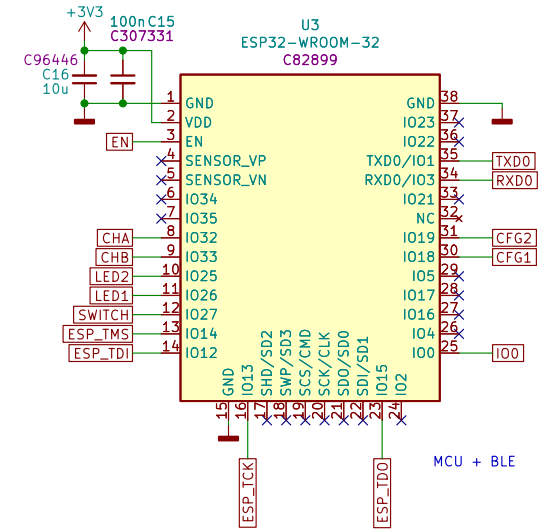 +3V3
100n C15
C307331
C96446
C16
10u
U3
ESP32-WROOM-32
C82899
1 GND
2 VDD
EN 3 EN
4 SENSOR_VP
5 SENSOR_VN
6 IO34
7 IO35
CHA 8 IO32
CHB 9 IO33
LED2 10 IO25
LED1 11 IO26
SWITCH 12 IO27
ESP_TMS 13 IO14
ESP_TDI 14 IO12
GND 38
IO23 37
IO22 36
TXD0/IO1 35 TXD0
RXD0/IO3 34 RXD0
IO21 33
NC 32
IO19 31 CFG2
IO18 30 CFG1
IO5 29
IO17 28
IO16 27
IO4 26
IO0 25 IO0
GND 15
IO13 16 ESP_TCK
SHD/SD2 17
SWP/SD3 18
SCS/CMD 19
SCK/CLK 20
SDO/SD0 21
SDI/SD1 22
IO15 23 ESP_TDO
IO2 24
MCU + BLE